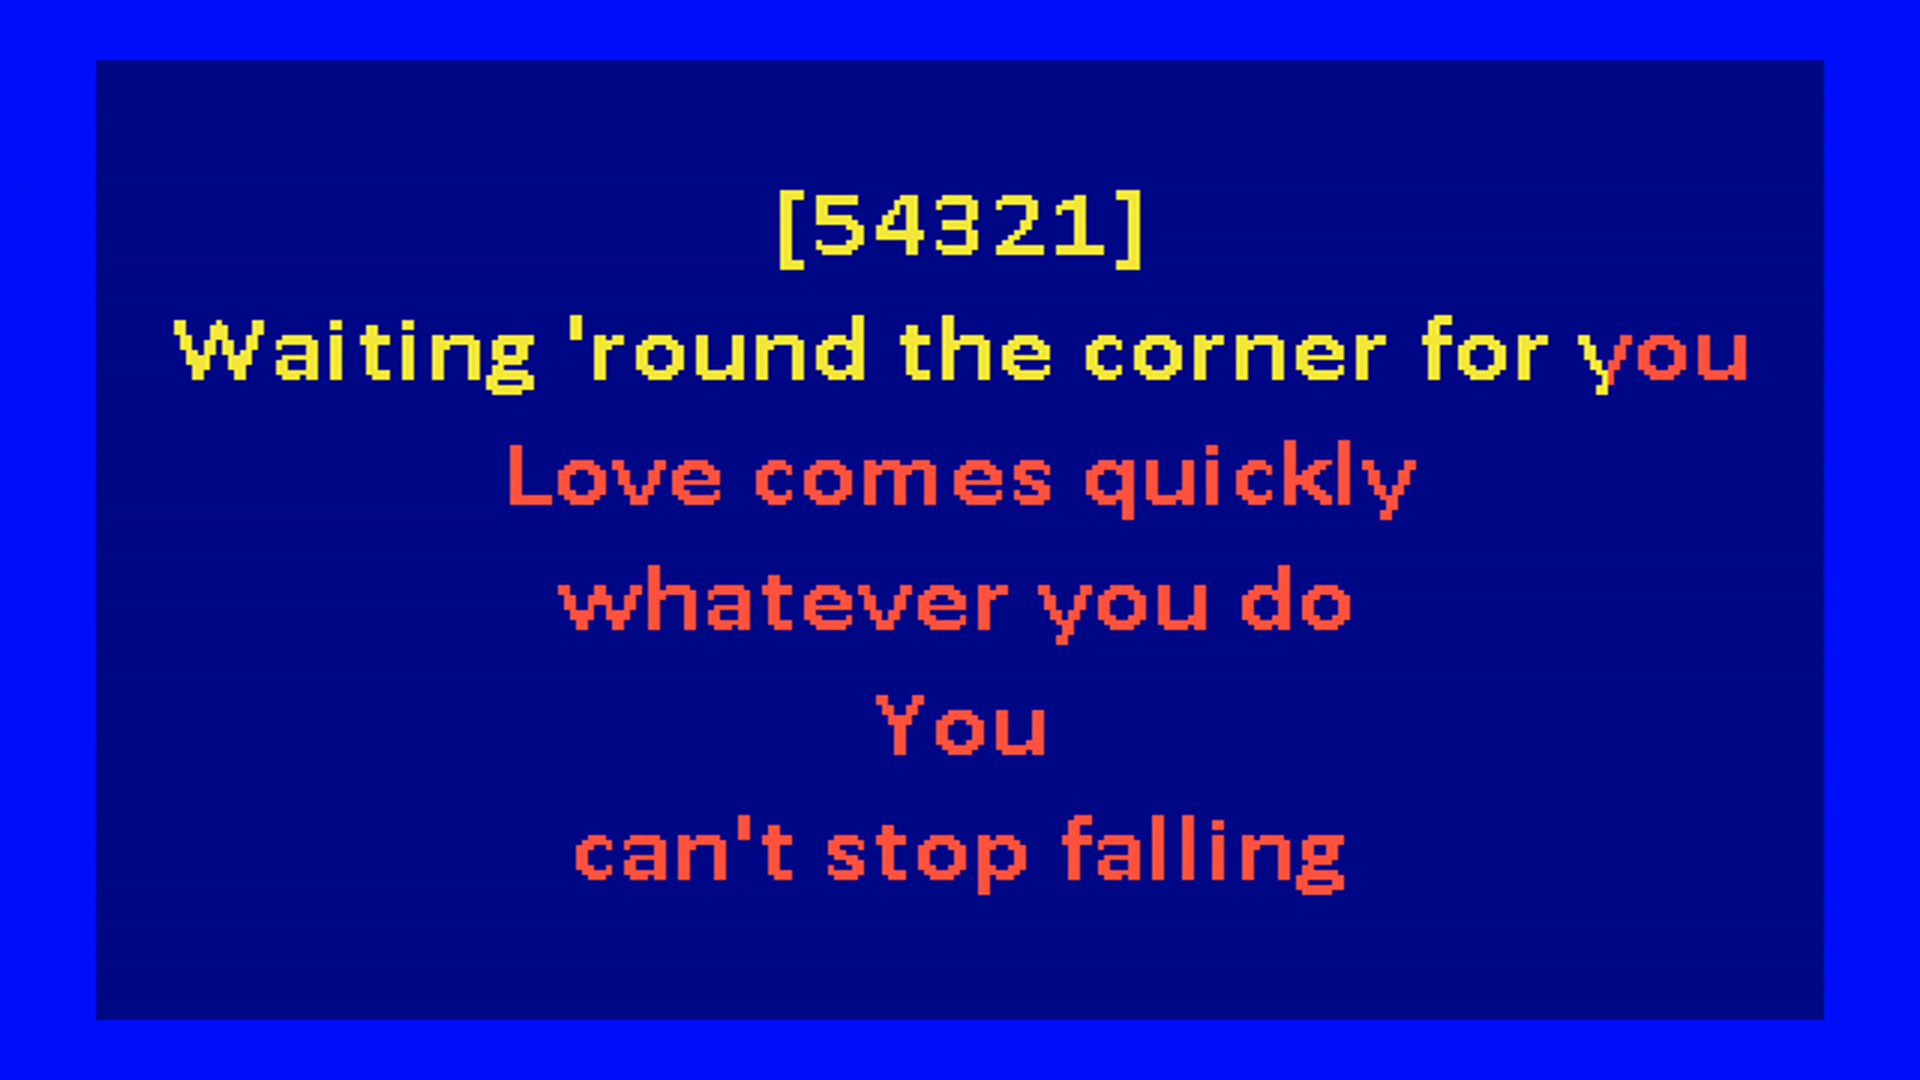 [54321]
Waiting 'round the corner for you
Love comes quickly
whatever you do
You
can't stop falling